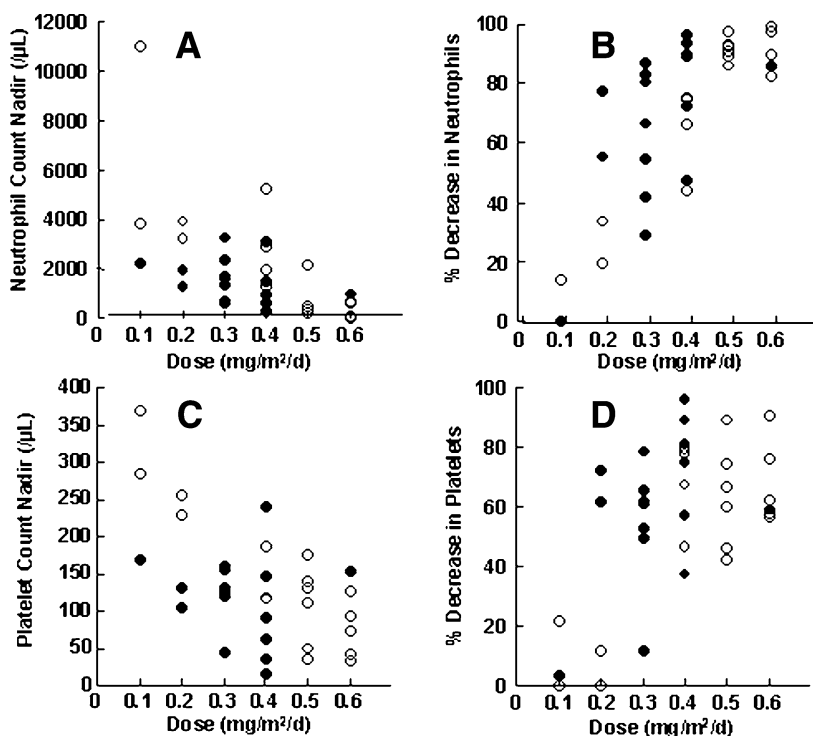 A
Neutrophil Count Nadir (/µL)
12000
10000
8000
6000
4000
2000
0
0 0.1 0.2 0.3 0.4 0.5 0.6
Dose (mg/m²/d)
B
% Decrease in Neutrophils
100
80
60
40
20
0
0 0.1 0.2 0.3 0.4 0.5 0.6
Dose (mg/m²/d)
C
Platelet Count Nadir (/µL)
400
350
300
250
200
150
100
50
0
0 0.1 0.2 0.3 0.4 0.5 0.6
Dose (mg/m²/d)
D
% Decrease in Platelets
100
80
60
40
20
0
0 0.1 0.2 0.3 0.4 0.5 0.6
Dose (mg/m²/d)